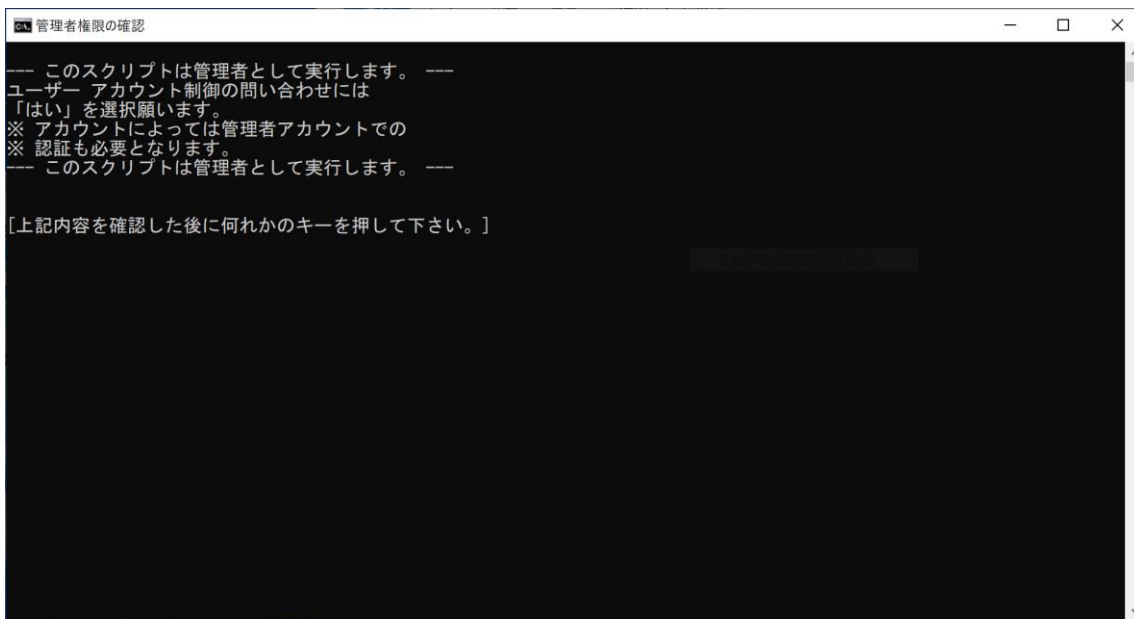 管理者権限の確認
--- このスクリプトは管理者として実行します。 ---
ユーザー アカウント制御の問い合わせには
「はい」を選択願います。
※ アカウントによっては管理者アカウントでの
※ 認証も必要となります。
--- このスクリプトは管理者として実行します。 ---
[上記内容を確認した後に何れかのキーを押して下さい。]